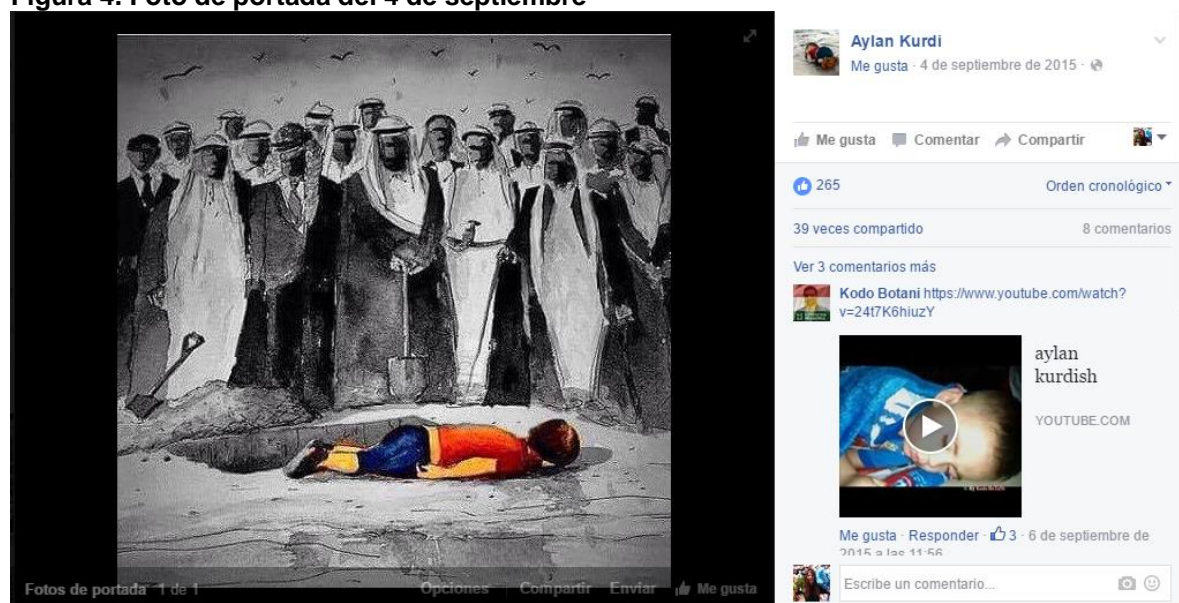 Figura 4. Foto de portada del 4 de septiembre
Aylan Kurdi
Me gusta · 4 de septiembre de 2015 ·
Me gusta Comentar Compartir
265 Orden cronológico
39 veces compartido 8 comentarios
Ver 3 comentarios más
Kodo Botani https://www.youtube.com/watch?
v=24t7K6hiuzY
aylan
kurdish
YOUTUBE.COM
Me gusta · Responder · 3 · 6 de septiembre de
2015 a las 11:56
Fotos de portada 1 de 1 Opciones Compartir Enviar Me gusta
Escribe un comentario...